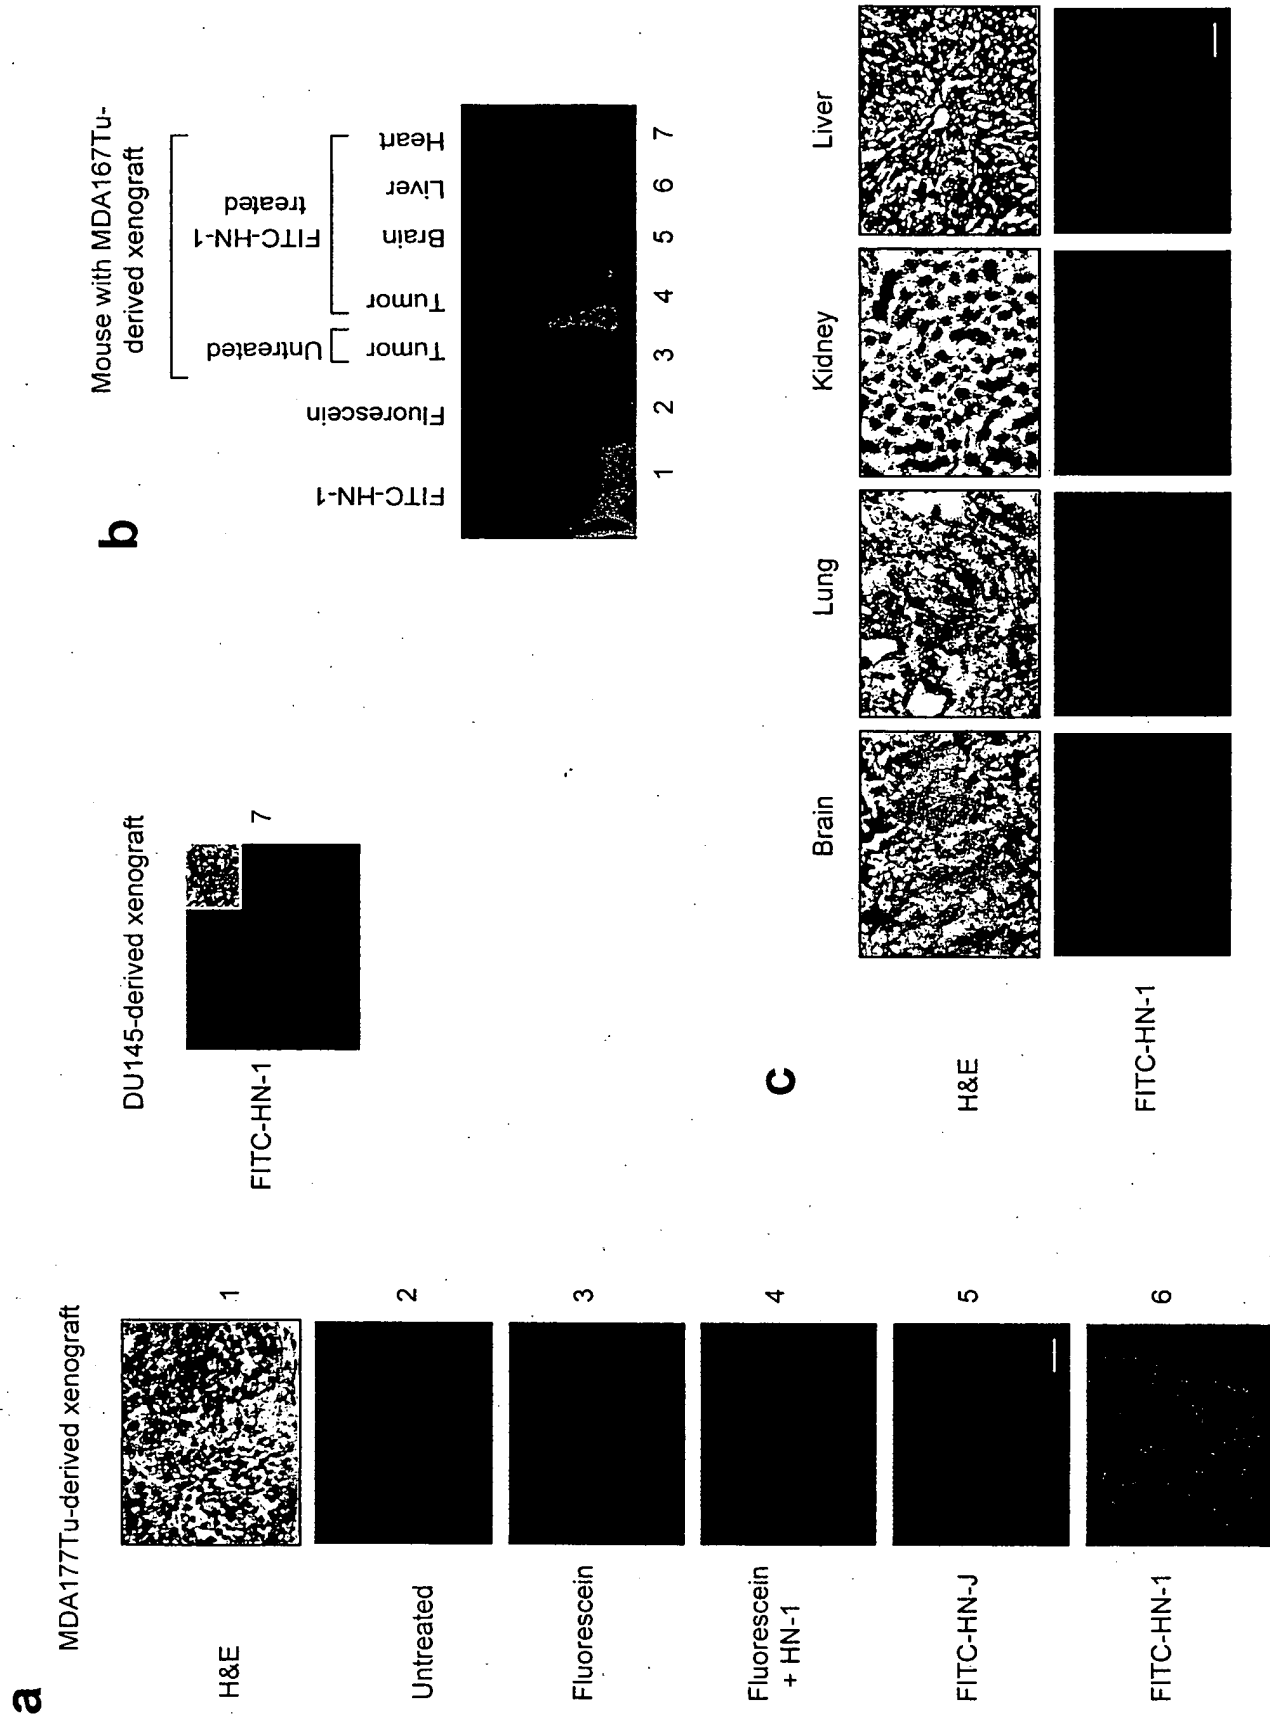 a
MDA177Tu-derived xenograft
H&E
1
Untreated
2
Fluorescein
3
Fluorescein
+ HN-1
4
FITC-HN-J
5
FITC-HN-1
6
DU145-derived xenograft
FITC-HN-1
7
b
Mouse with MDA167Tu-
derived xenograft
Untreated
FITC-HN-1
treated
FITC-HN-1
Fluorescein
Tumor
Tumor
Brain
Liver
Heart
1 2 3 4 5 6 7
c
Brain Lung Kidney Liver
H&E
FITC-HN-1